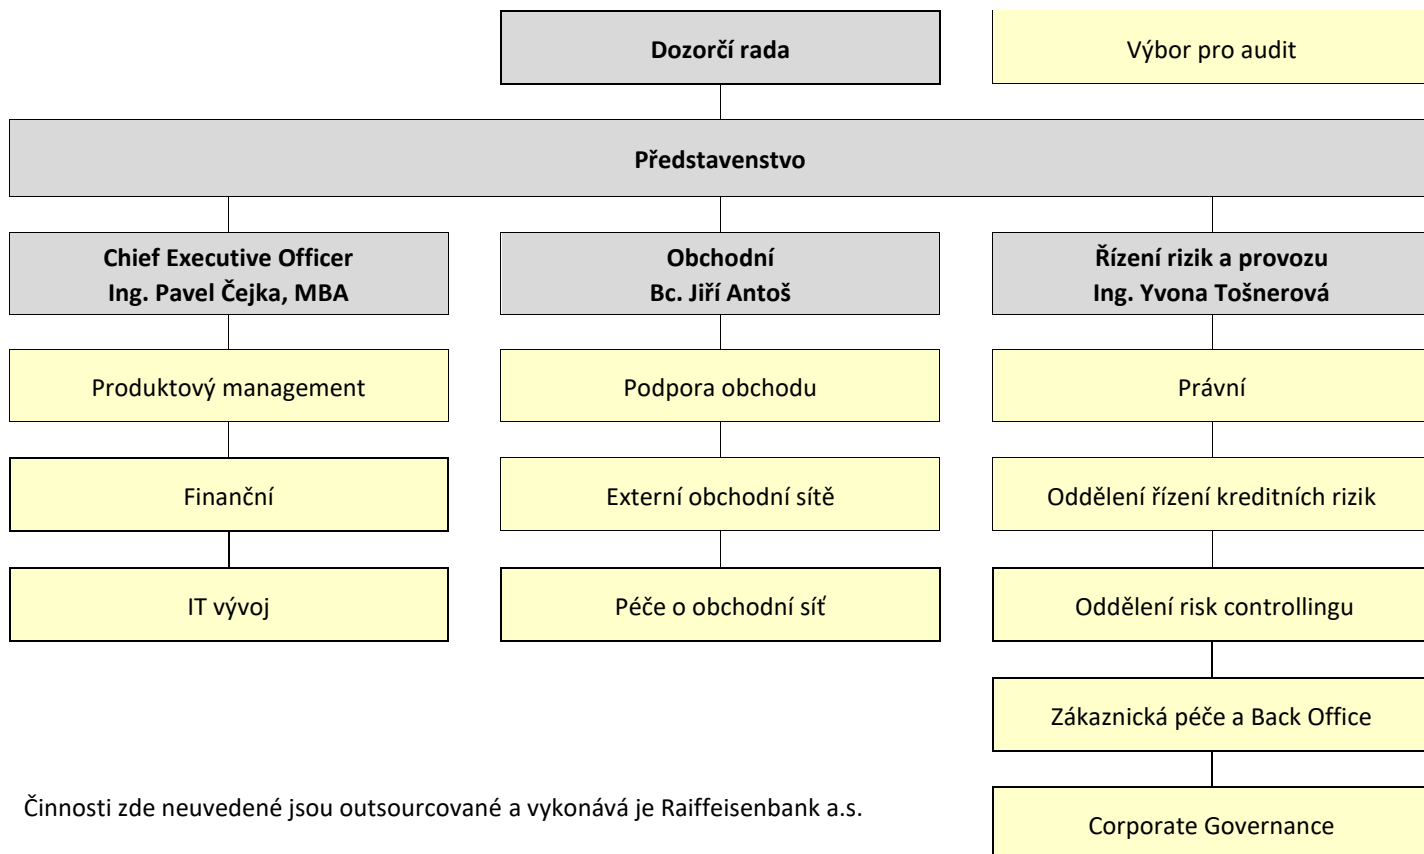 Dozorčí rada
Výbor pro audit
Představenstvo
Chief Executive Officer
Ing. Pavel Čejka, MBA
Obchodní
Bc. Jiří Antoš
Řízení rizik a provozu
Ing. Yvona Tošnerová
Produktový management
Podpora obchodu
Právní
Finanční
Externí obchodní sítě
Oddělení řízení kreditních rizik
IT vývoj
Péče o obchodní síť
Oddělení risk controllingu
Zákaznická péče a Back Office
Činnosti zde neuvedené jsou outsourcované a vykonává je Raiffeisenbank a.s.
Corporate Governance